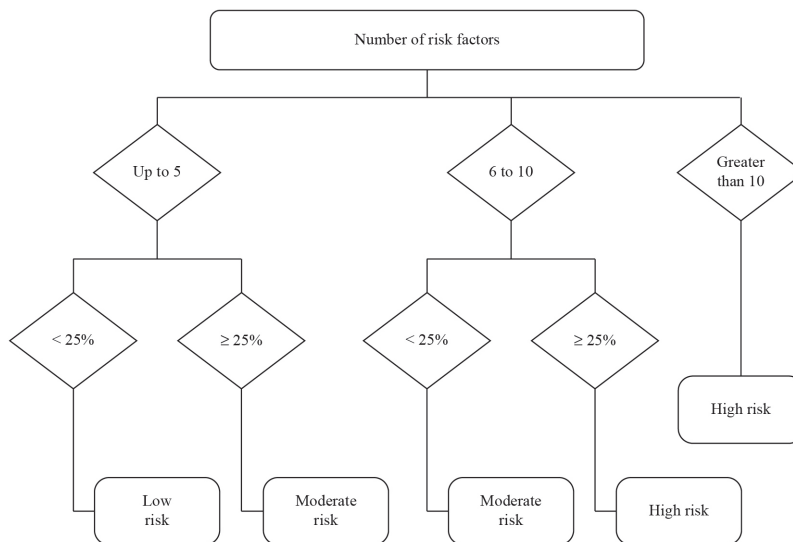 Number of risk factors
Up to 5
6 to 10
Greater
than 10
< 25%
≥ 25%
< 25%
≥ 25%
High risk
Low
risk
Moderate
risk
Moderate
risk
High risk